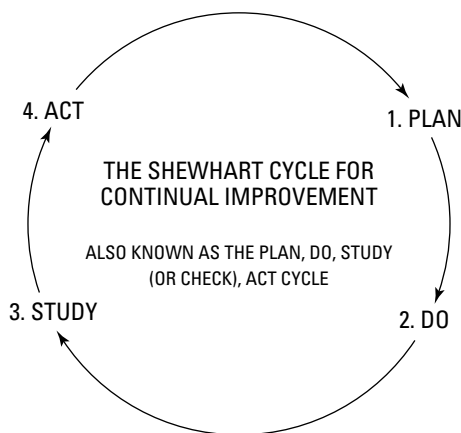 4. ACT
1. PLAN
THE SHEWHART CYCLE FOR
CONTINUAL IMPROVEMENT
ALSO KNOWN AS THE PLAN, DO, STUDY
(OR CHECK), ACT CYCLE
3. STUDY
2. DO